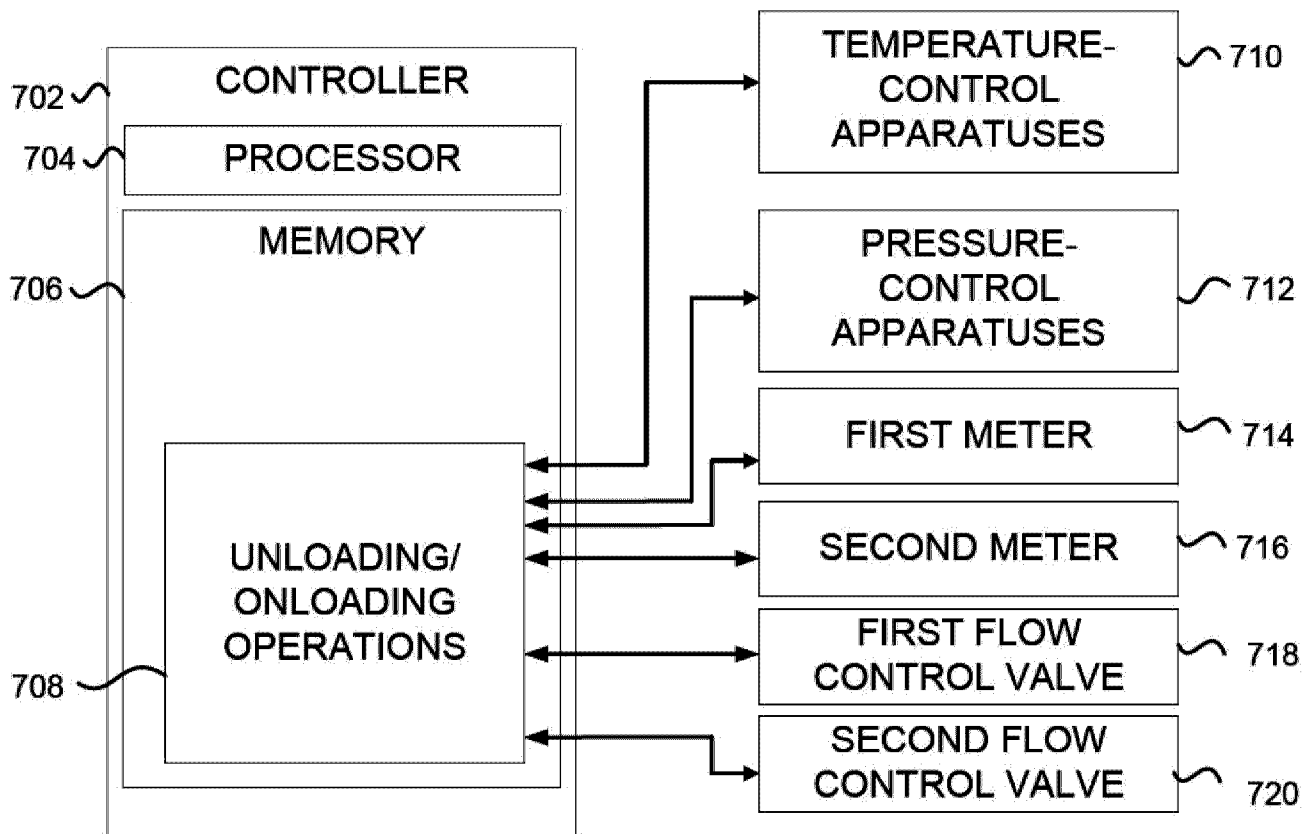 CONTROLLER
702
PROCESSOR
704
MEMORY
706
UNLOADING/
ONLOADING
OPERATIONS
708
TEMPERATURE-
CONTROL
APPARATUSES
710
PRESSURE-
CONTROL
APPARATUSES
712
FIRST METER
714
SECOND METER
716
FIRST FLOW
CONTROL VALVE
718
SECOND FLOW
CONTROL VALVE
720